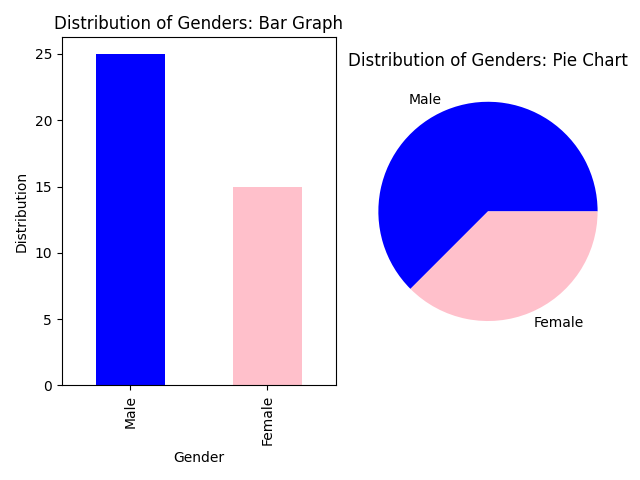 Distribution of Genders: Bar Graph
25
20
15
10
5
0
Distribution
Male
Female
Gender
Distribution of Genders: Pie Chart
Male
Female